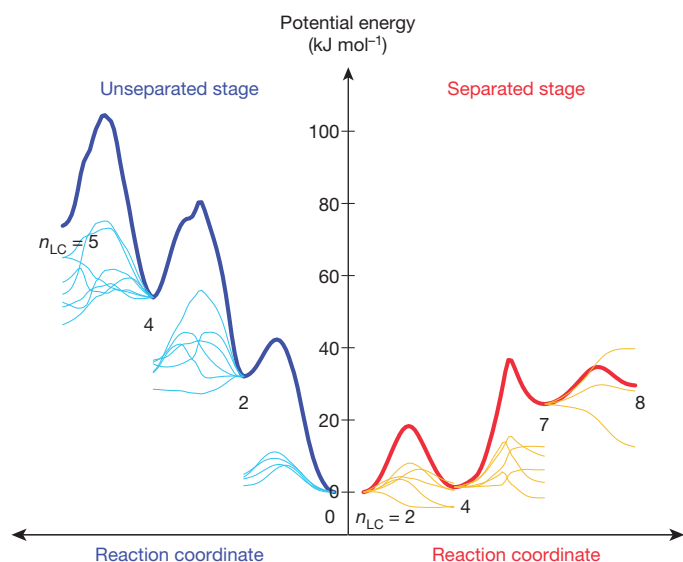 Potential energy
(kJ mol⁻¹)
Unseparated stage
Separated stage
100
80
60
40
20
0
n_LC = 5
4
2
0
n_LC = 2
4
7
8
Reaction coordinate
Reaction coordinate